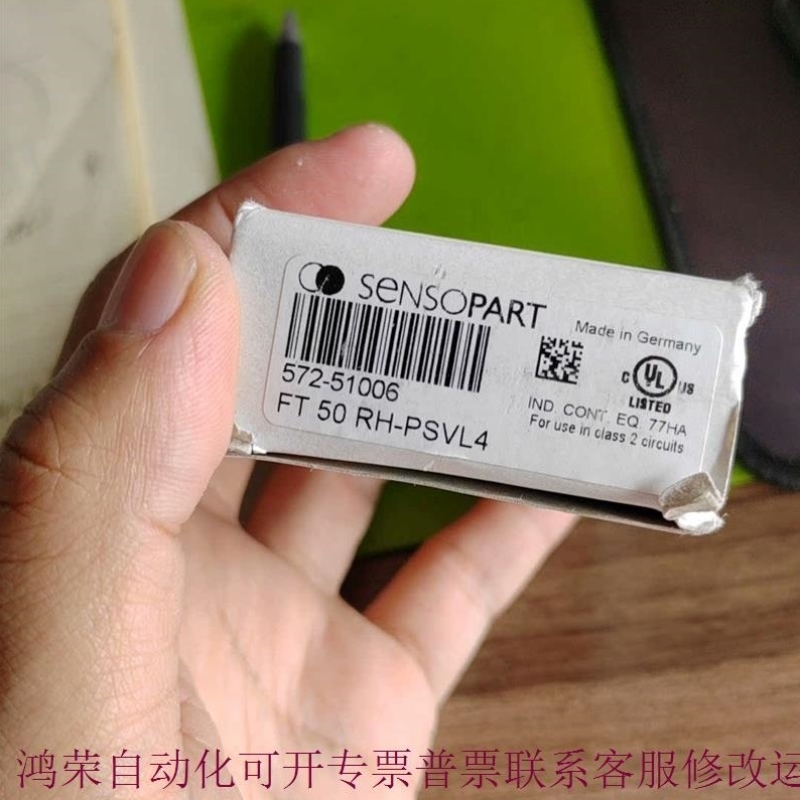 SENSOPART
Made in Germany
572-51006
FT 50 RH-PSVL4
C UL US
LISTED
IND. CONT. EQ. 77HA
For use in class 2 circuits
鸿荣自动化可开专票普票联系客服修改运